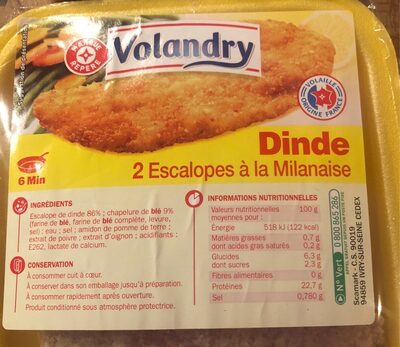 MARQUE
REPÈRE
Volandry
VOLAILLE
ORIGINE FRANCE
Dinde
2 Escalopes à la Milanaise
6 Min
INGRÉDIENTS
Escalope de dinde 86% ; chapelure de blé 9%
(farine de blé, farine de blé complète, levure,
sel) ; eau ; sel ; amidon de pomme de terre ;
extrait de poivre ; extrait d'oignon ; acidifiants :
E262, lactate de calcium.
CONSERVATION
À consommer cuit à cœur.
À conserver dans son emballage jusqu'à préparation.
À consommer rapidement après ouverture.
Produit conditionné sous atmosphère protectrice.
INFORMATIONS NUTRITIONNELLES
Valeurs nutritionnelles
moyennes pour : 100 g
Énergie 518 kJ (122 kcal)
Matières grasses 0,7 g
dont acides gras saturés 0,2 g
Glucides 6,3 g
dont sucres 2,3 g
Fibres alimentaires 0 g
Protéines 22,7 g
Sel 0,780 g
N° Vert 0 800 865 286
Scamark - C.S. 90019
94859 IVRY-SUR-SEINE CEDEX